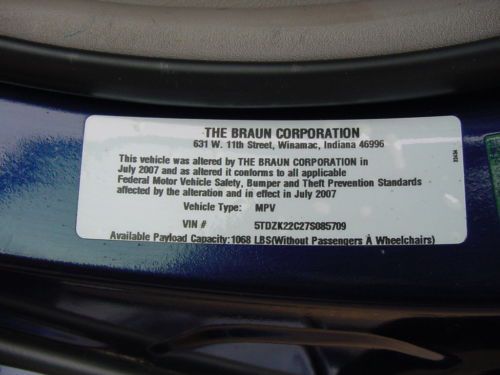 THE BRAUN CORPORATION
631 W. 11th Street, Winamac, Indiana 46996
This vehicle was altered by THE BRAUN CORPORATION in
July 2007 and as altered it conforms to all applicable
Federal Motor Vehicle Safety, Bumper and Theft Prevention Standards
affected by the alteration and in effect in July 2007
Vehicle Type: MPV
VIN # 5TDZK22C27S085709
Available Payload Capacity:1068 LBS(Without Passengers À Wheelchairs)